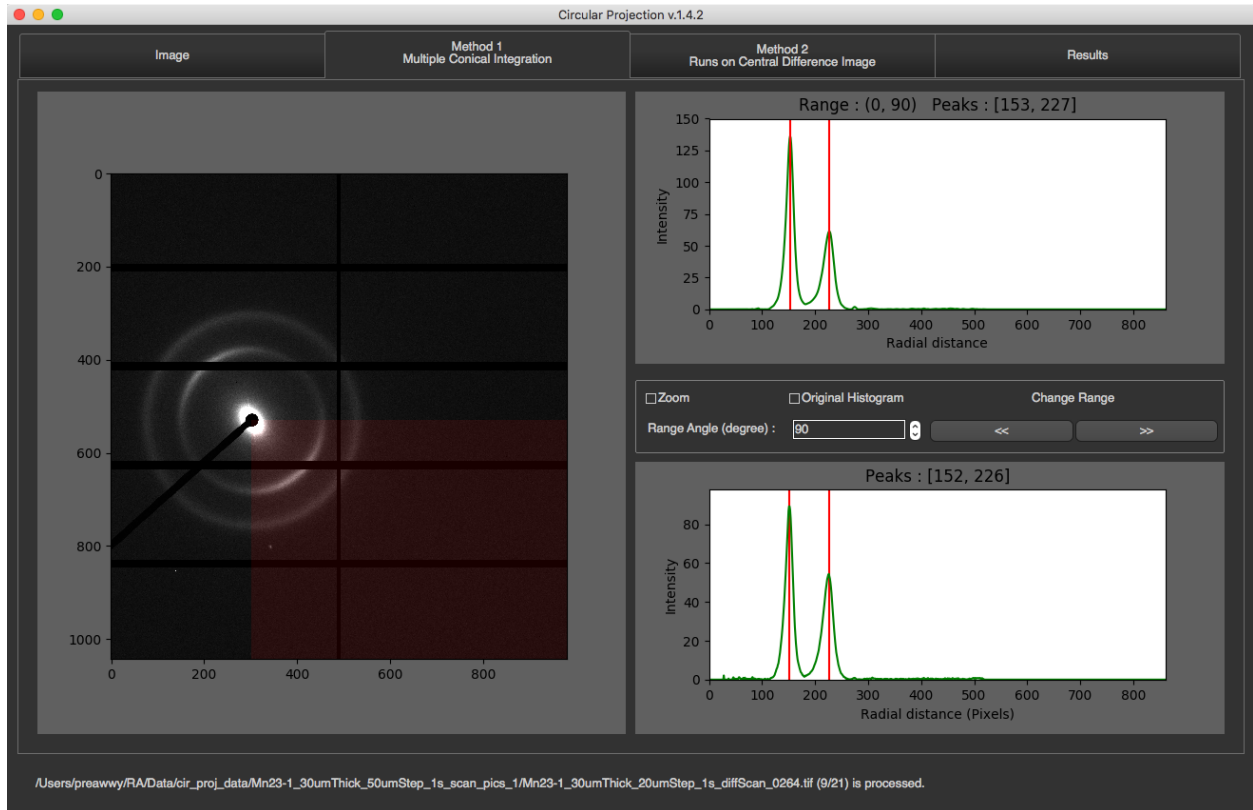 Circular Projection v.1.4.2
Image
Method 1
Multiple Conical Integration
Method 2
Runs on Central Difference Image
Results
0
200
400
600
800
1000
0 200 400 600 800
Range : (0, 90) Peaks : [153, 227]
150
125
100
75
50
25
0
Intensity
0 100 200 300 400 500 600 700 800
Radial distance
Zoom
Original Histogram
Change Range
Range Angle (degree) :
90
<<
>>
Peaks : [152, 226]
80
60
40
20
0
Intensity
0 100 200 300 400 500 600 700 800
Radial distance (Pixels)
/Users/preawwy/RA/Data/cir_proj_data/Mn23-1_30umThick_50umStep_1s_scan_pics_1/Mn23-1_30umThick_20umStep_1s_diffScan_0264.tif (9/21) is processed.